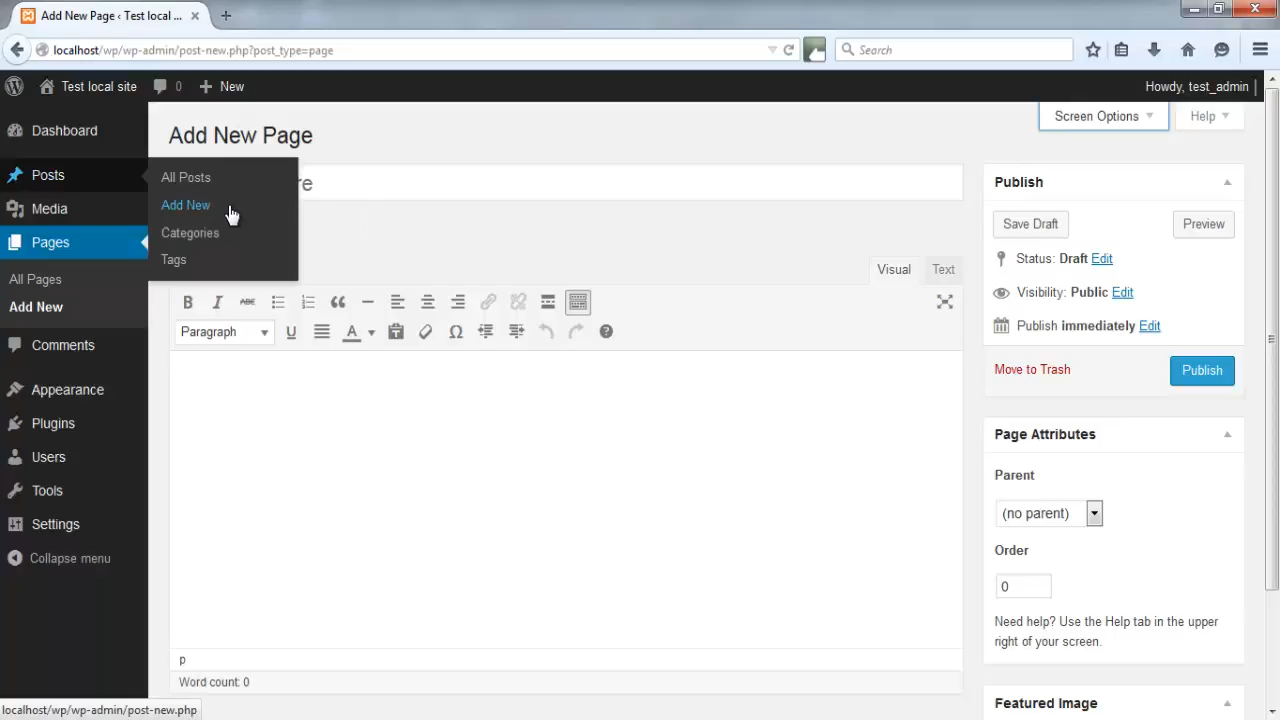 Add New Page ‹ Test local ...
localhost/wp/wp-admin/post-new.php?post_type=page
Search
Test local site
0
New
Howdy, test_admin
Screen Options
Help
Dashboard
Posts
Media
Pages
All Pages
Add New
Comments
Appearance
Plugins
Users
Tools
Settings
Collapse menu
All Posts
Add New
Categories
Tags
Add New Page
re
Visual
Text
B I ABC
Paragraph
U
A
Ω
p
Word count: 0
Publish
Save Draft
Preview
Status: Draft Edit
Visibility: Public Edit
Publish immediately Edit
Move to Trash
Publish
Page Attributes
Parent
(no parent)
Order
0
Need help? Use the Help tab in the upper
right of your screen.
Featured Image
localhost/wp/wp-admin/post-new.php